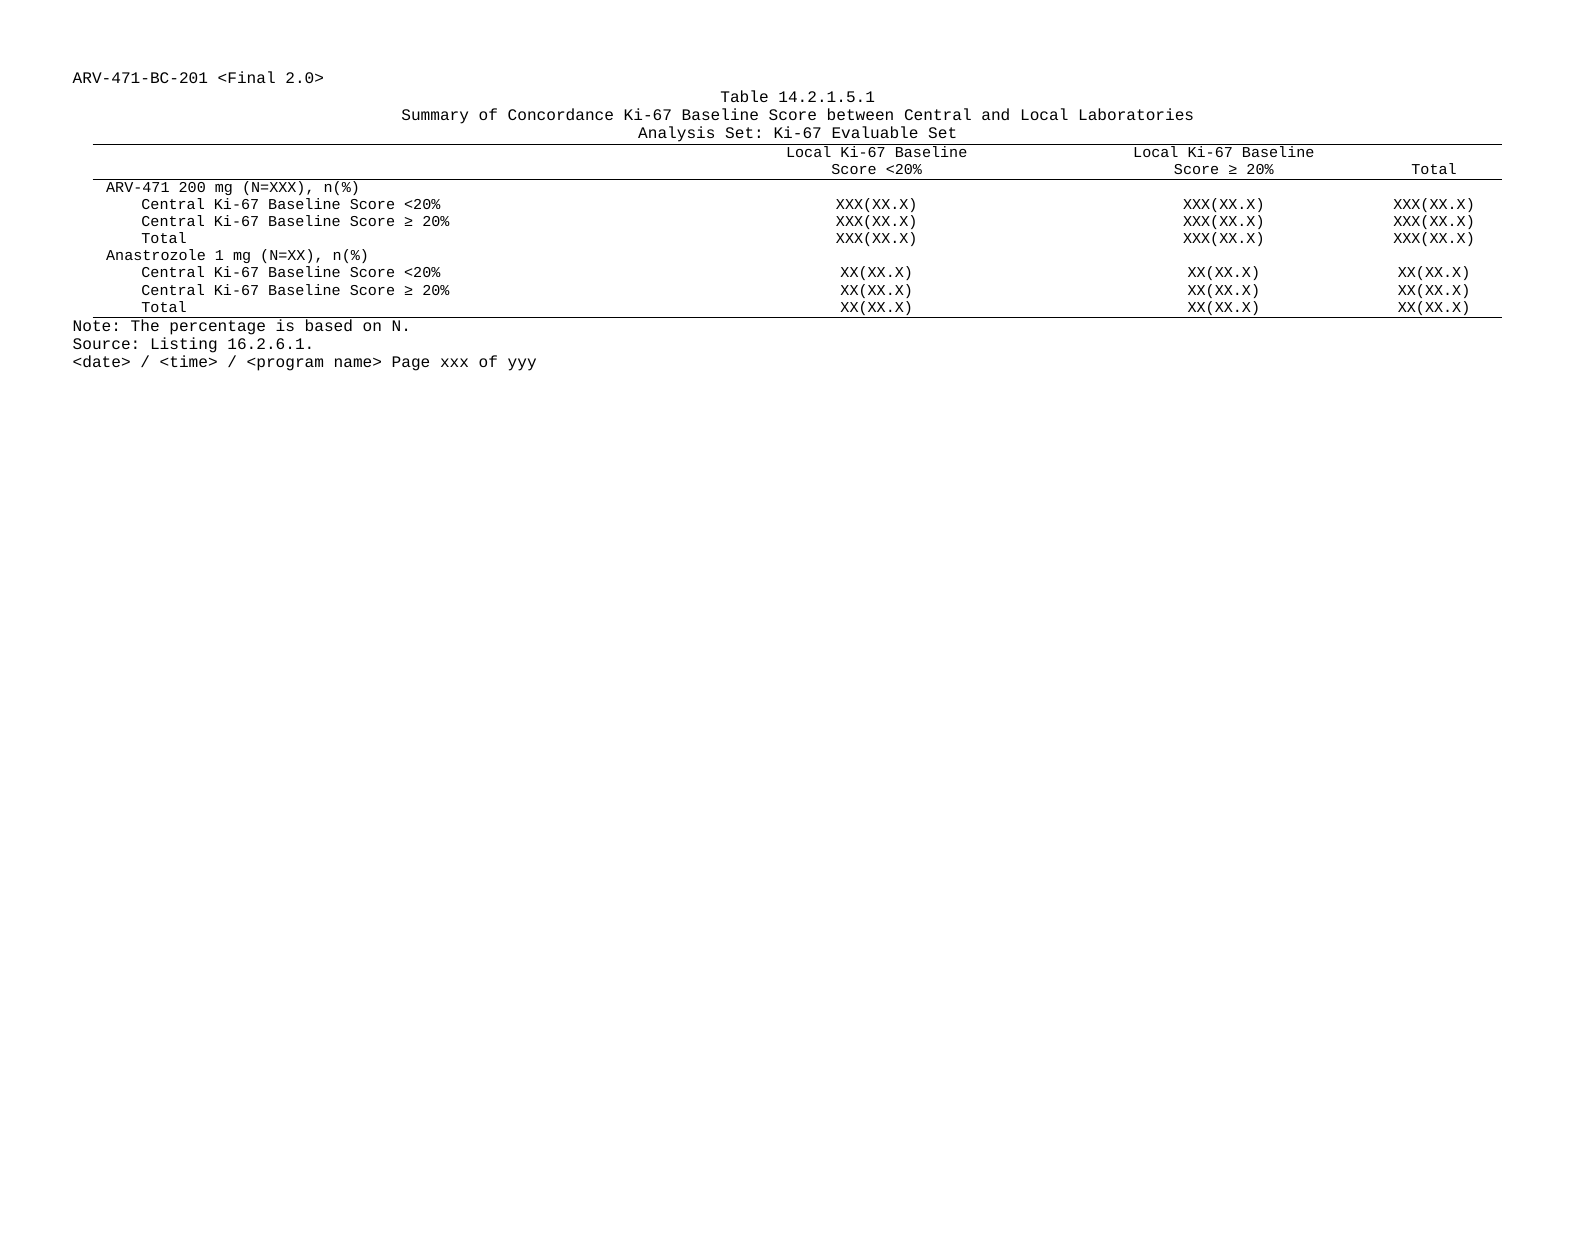 ARV-471-BC-201 <Final 2.0>
Table 14.2.1.5.1
Summary of Concordance Ki-67 Baseline Score between Central and Local Laboratories
Analysis Set: Ki-67 Evaluable Set
Local Ki-67 Baseline Local Ki-67 Baseline
Score <20% Score ≥ 20% Total
ARV-471 200 mg (N=XXX), n(%)
Central Ki-67 Baseline Score <20% XXX(XX.X) XXX(XX.X) XXX(XX.X)
Central Ki-67 Baseline Score ≥ 20% XXX(XX.X) XXX(XX.X) XXX(XX.X)
Total XXX(XX.X) XXX(XX.X) XXX(XX.X)
Anastrozole 1 mg (N=XX), n(%)
Central Ki-67 Baseline Score <20% XX(XX.X) XX(XX.X) XX(XX.X)
Central Ki-67 Baseline Score ≥ 20% XX(XX.X) XX(XX.X) XX(XX.X)
Total XX(XX.X) XX(XX.X) XX(XX.X)
Note: The percentage is based on N.
Source: Listing 16.2.6.1.
<date> / <time> / <program name> Page xxx of yyy